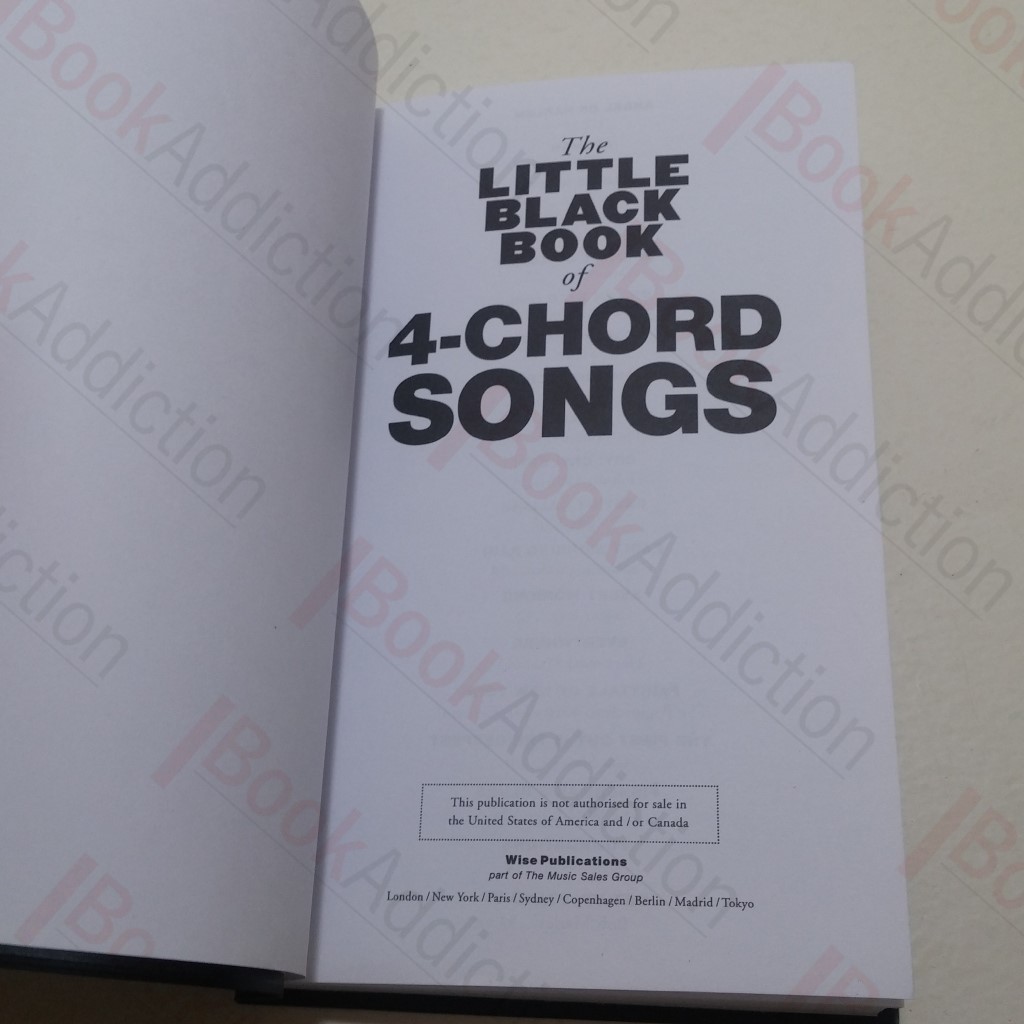 The
LITTLE
BLACK
BOOK
of
4-CHORD
SONGS
This publication is not authorised for sale in
the United States of America and / or Canada
Wise Publications
part of The Music Sales Group
London / New York / Paris / Sydney / Copenhagen / Berlin / Madrid / Tokyo
BookAddiction